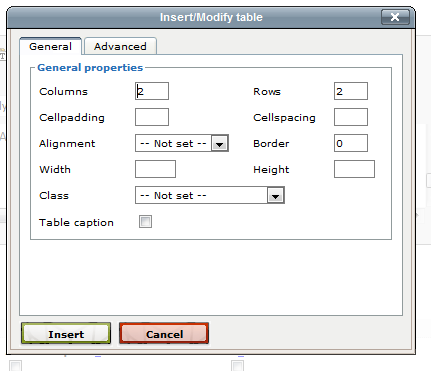 Insert/Modify table
General Advanced
General properties
Columns 2 Rows 2
Cellpadding Cellspacing
Alignment -- Not set -- Border 0
Width Height
Class -- Not set --
Table caption
Insert Cancel